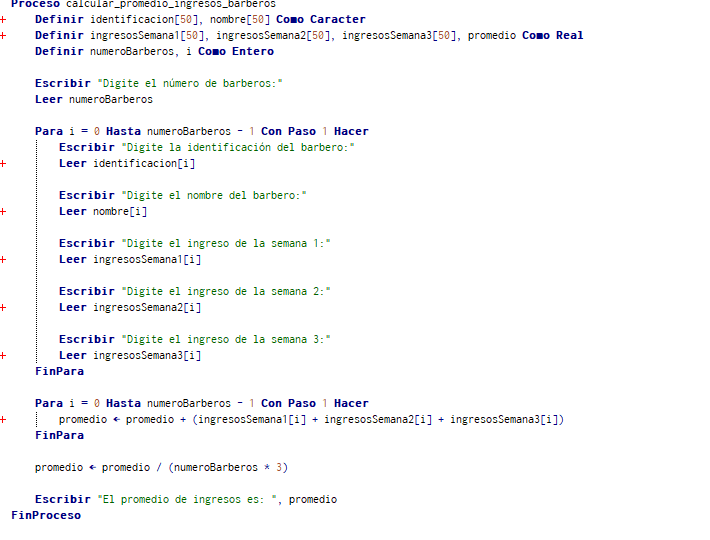 Proceso calcular_promedio_ingresos_barberos
Definir identificacion[50], nombre[50] Como Caracter
Definir ingresosSemana1[50], ingresosSemana2[50], ingresosSemana3[50], promedio Como Real
Definir numeroBarberos, i Como Entero
Escribir "Digite el número de barberos:"
Leer numeroBarberos
Para i = 0 Hasta numeroBarberos - 1 Con Paso 1 Hacer
Escribir "Digite la identificación del barbero:"
Leer identificacion[i]
Escribir "Digite el nombre del barbero:"
Leer nombre[i]
Escribir "Digite el ingreso de la semana 1:"
Leer ingresosSemana1[i]
Escribir "Digite el ingreso de la semana 2:"
Leer ingresosSemana2[i]
Escribir "Digite el ingreso de la semana 3:"
Leer ingresosSemana3[i]
FinPara
Para i = 0 Hasta numeroBarberos - 1 Con Paso 1 Hacer
promedio ← promedio + (ingresosSemana1[i] + ingresosSemana2[i] + ingresosSemana3[i])
FinPara
promedio ← promedio / (numeroBarberos * 3)
Escribir "El promedio de ingresos es: ", promedio
FinProceso